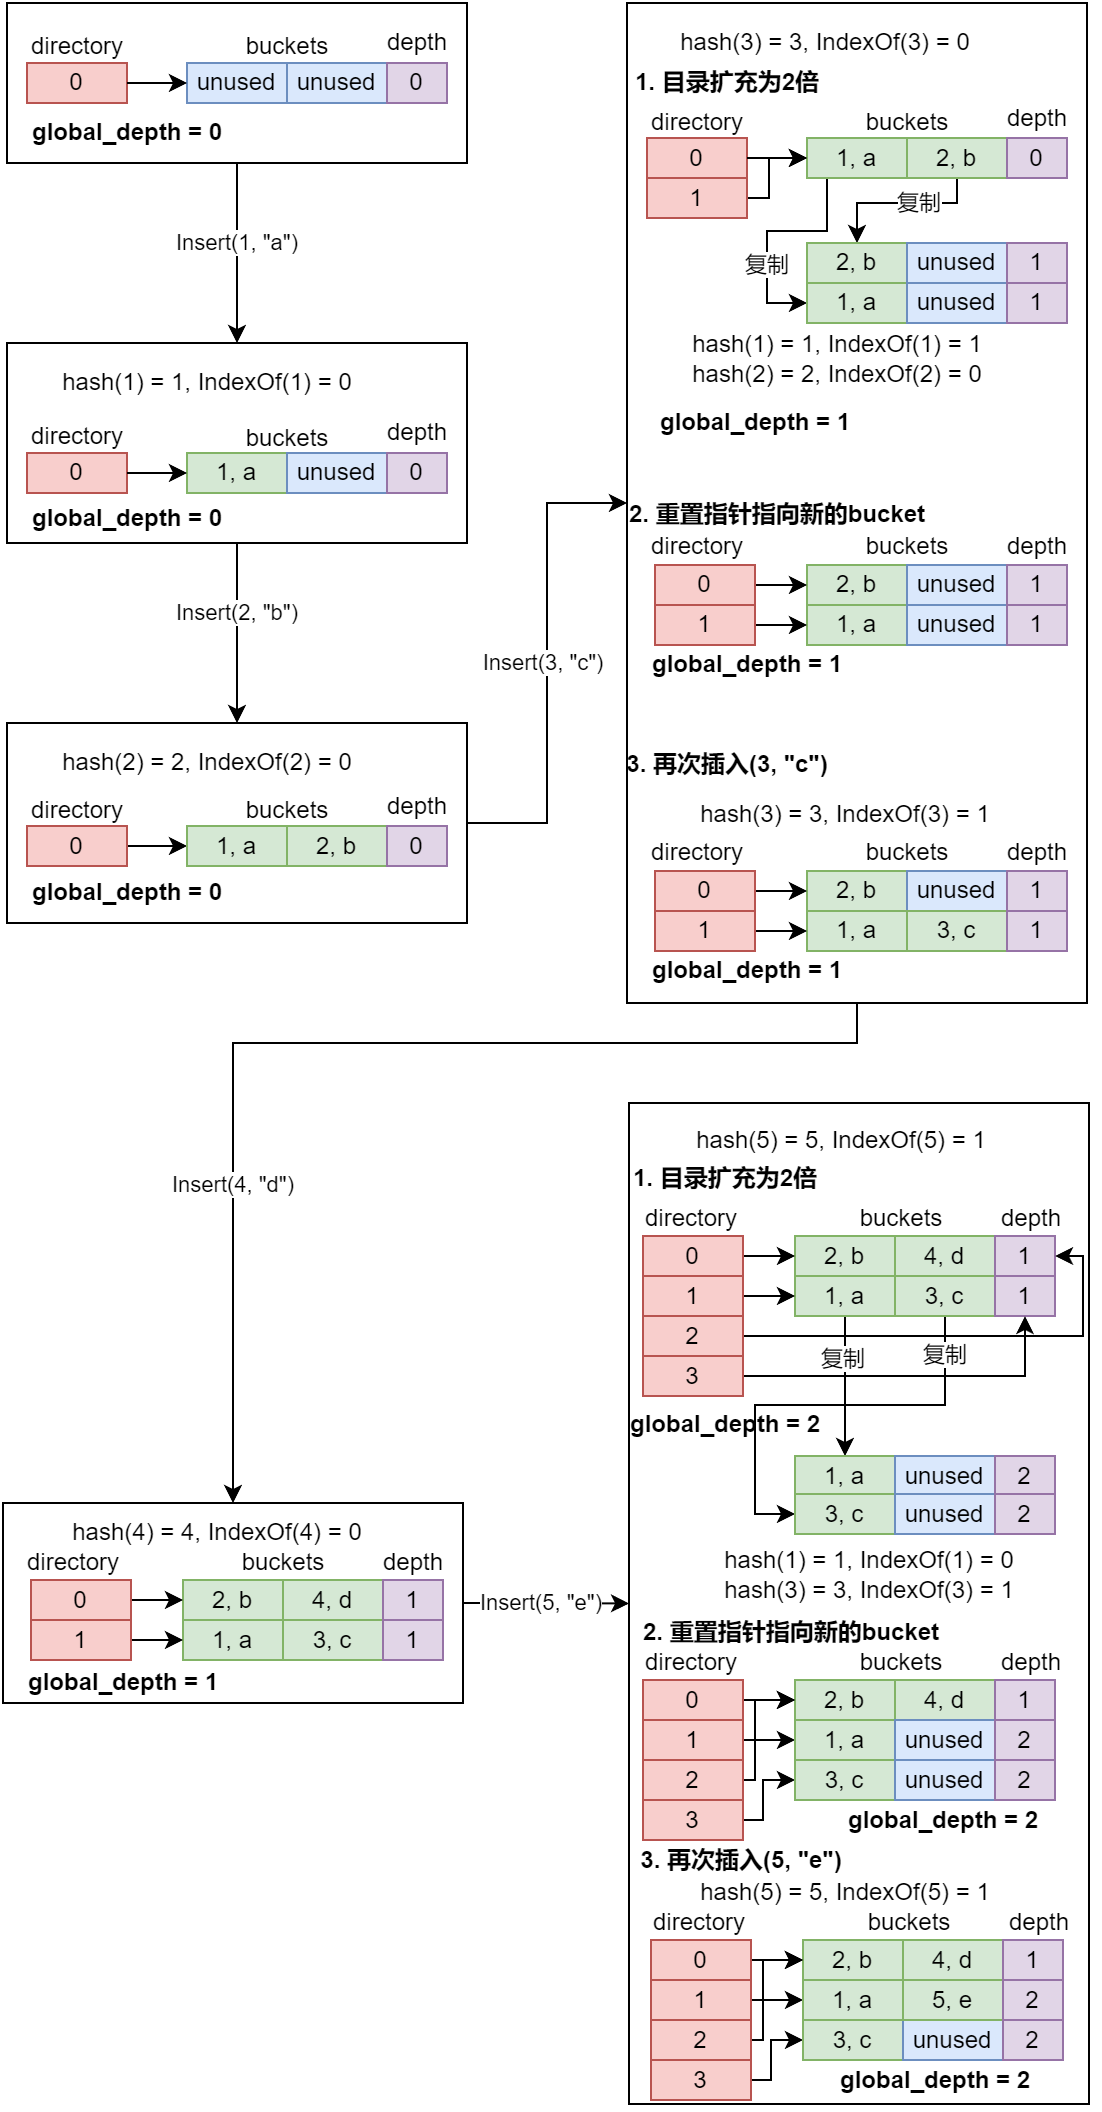 directory buckets depth
0 unused unused 0
global_depth = 0
Insert(1, "a")
hash(1) = 1, IndexOf(1) = 0
directory buckets depth
0 1, a unused 0
global_depth = 0
Insert(2, "b")
hash(2) = 2, IndexOf(2) = 0
directory buckets depth
0 1, a 2, b 0
global_depth = 0
Insert(3, "c")
hash(3) = 3, IndexOf(3) = 0
1. 目录扩充为2倍
directory buckets depth
0 1, a 2, b 0
1
复制
复制
2, b unused 1
1, a unused 1
hash(1) = 1, IndexOf(1) = 1
hash(2) = 2, IndexOf(2) = 0
global_depth = 1
2. 重置指针指向新的bucket
directory buckets depth
0 2, b unused 1
1 1, a unused 1
global_depth = 1
3. 再次插入(3, "c")
hash(3) = 3, IndexOf(3) = 1
directory buckets depth
0 2, b unused 1
1 1, a 3, c 1
global_depth = 1
Insert(4, "d")
hash(4) = 4, IndexOf(4) = 0
directory buckets depth
0 2, b 4, d 1
1 1, a 3, c 1
global_depth = 1
Insert(5, "e")
hash(5) = 5, IndexOf(5) = 1
1. 目录扩充为2倍
directory buckets depth
0 2, b 4, d 1
1 1, a 3, c 1
2
3
复制 复制
global_depth = 2
1, a unused 2
3, c unused 2
hash(1) = 1, IndexOf(1) = 0
hash(3) = 3, IndexOf(3) = 1
2. 重置指针指向新的bucket
directory buckets depth
0 2, b 4, d 1
1 1, a unused 2
2 3, c unused 2
3
global_depth = 2
3. 再次插入(5, "e")
hash(5) = 5, IndexOf(5) = 1
directory buckets depth
0 2, b 4, d 1
1 1, a 5, e 2
2 3, c unused 2
3
global_depth = 2